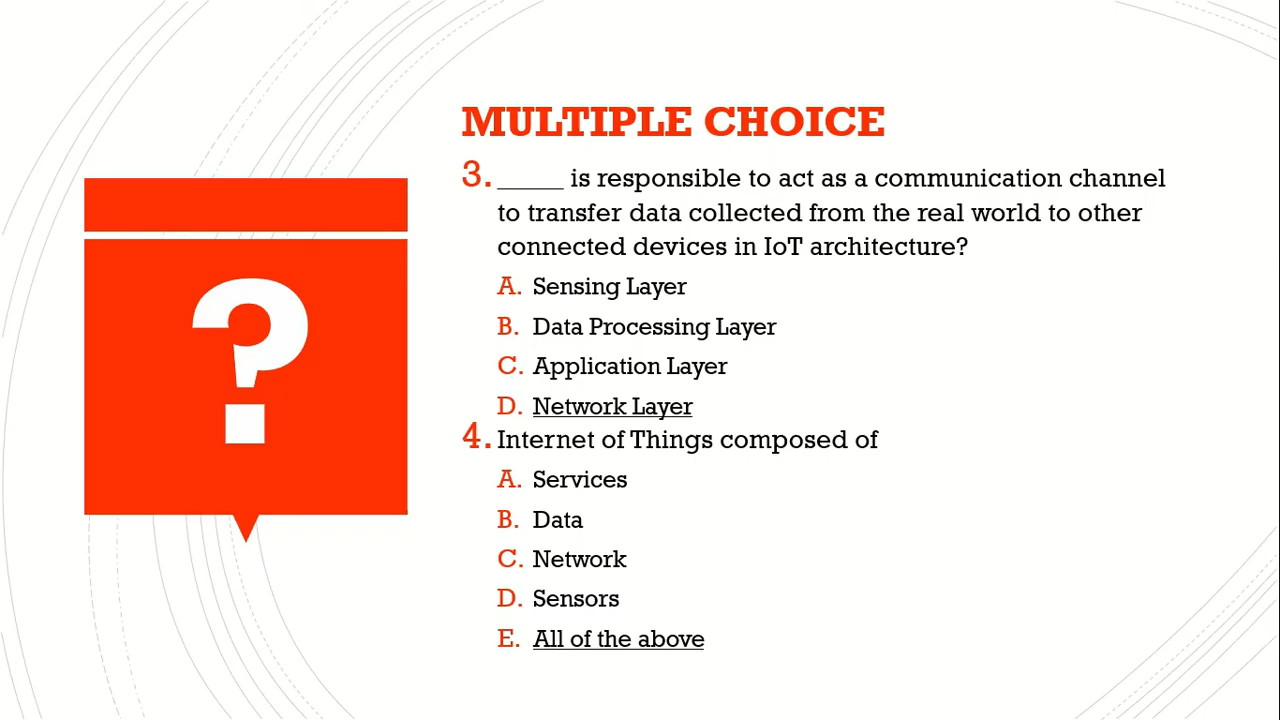 ?
MULTIPLE CHOICE
3. _____ is responsible to act as a communication channel
to transfer data collected from the real world to other
connected devices in IoT architecture?
A. Sensing Layer
B. Data Processing Layer
C. Application Layer
D. Network Layer
4. Internet of Things composed of
A. Services
B. Data
C. Network
D. Sensors
E. All of the above